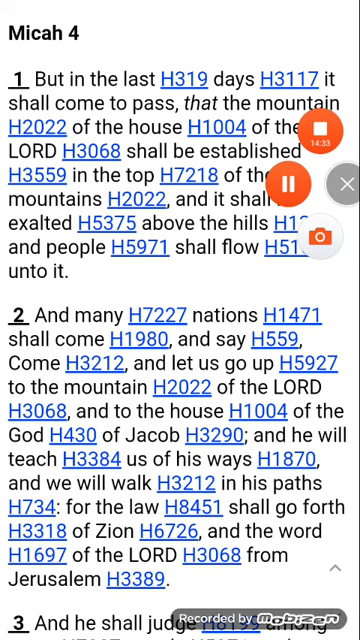 Micah 4
1 But in the last H319 days H3117 it
shall come to pass, that the mountain
H2022 of the house H1004 of the
LORD H3068 shall be established
14:33
H3559 in the top H7218 of the
mountains H2022, and it shall
exalted H5375 above the hills
and people H5971 shall flow
unto it.
2 And many H7227 nations H1471
shall come H1980, and say H559,
Come H3212, and let us go up H5927
to the mountain H2022 of the LORD
H3068, and to the house H1004 of the
God H430 of Jacob H3290; and he will
teach H3384 us of his ways H1870,
and we will walk H3212 in his paths
H734: for the law H8451 shall go forth
H3318 of Zion H6726, and the word
H1697 of the LORD H3068 from
Jerusalem H3389.
3 And he shall judge H8199 among
Recorded by Mobizen